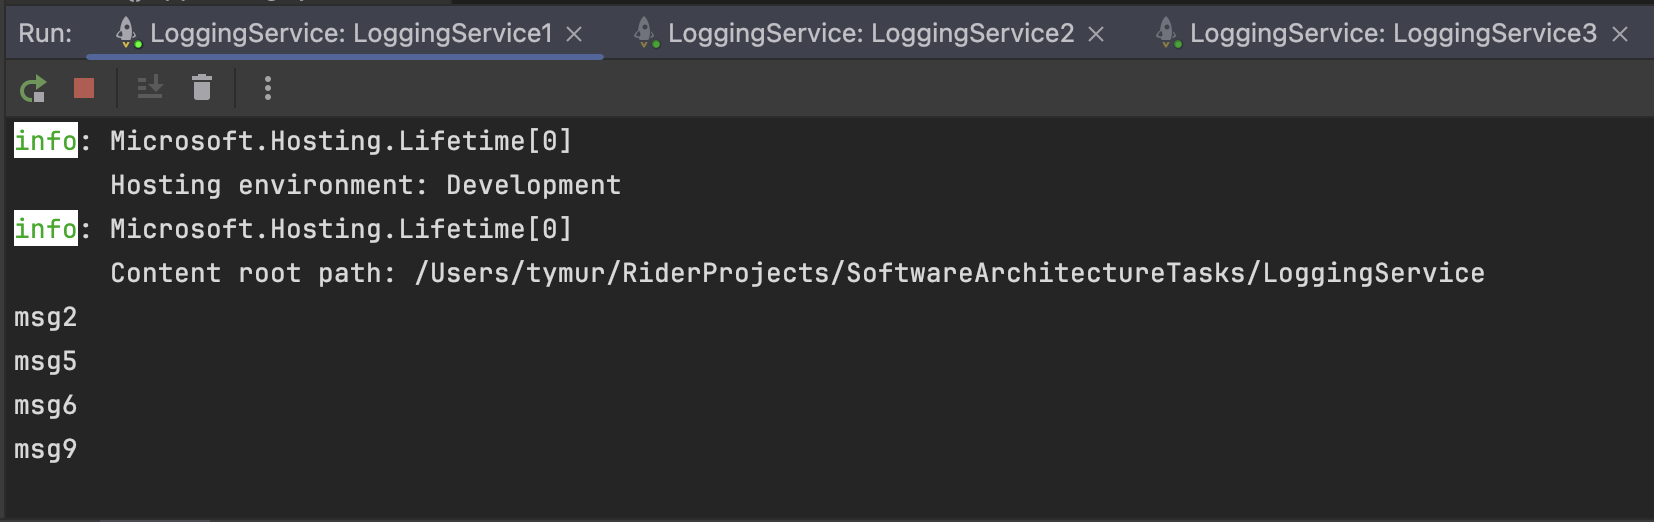 Run: LoggingService: LoggingService1 LoggingService: LoggingService2 LoggingService: LoggingService3
info: Microsoft.Hosting.Lifetime[0]
Hosting environment: Development
info: Microsoft.Hosting.Lifetime[0]
Content root path: /Users/tymur/RiderProjects/SoftwareArchitectureTasks/LoggingService
msg2
msg5
msg6
msg9